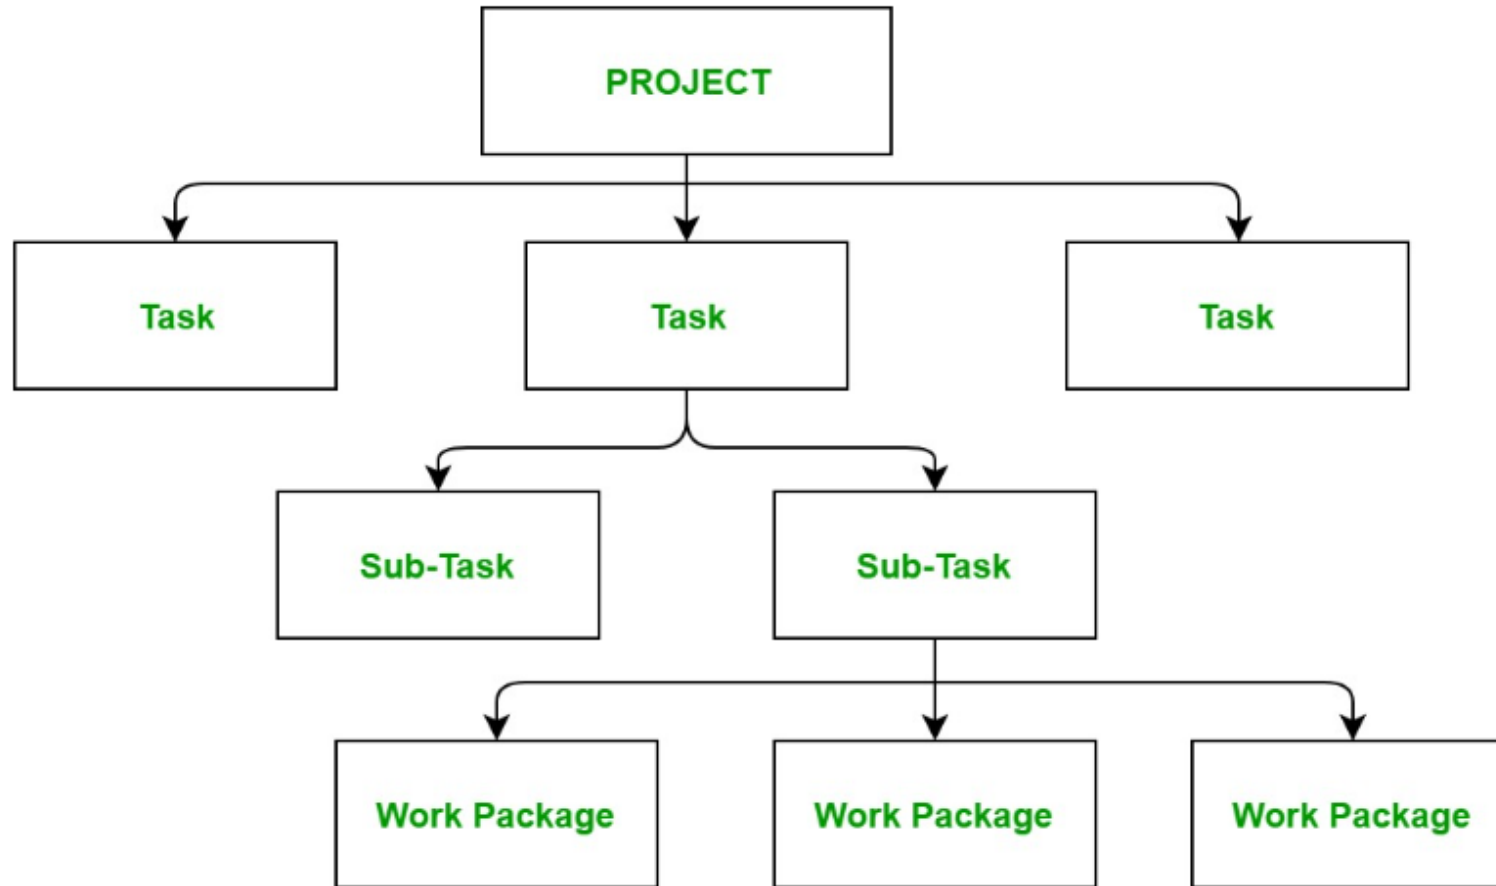 PROJECT
Task
Task
Task
Sub-Task
Sub-Task
Work Package
Work Package
Work Package